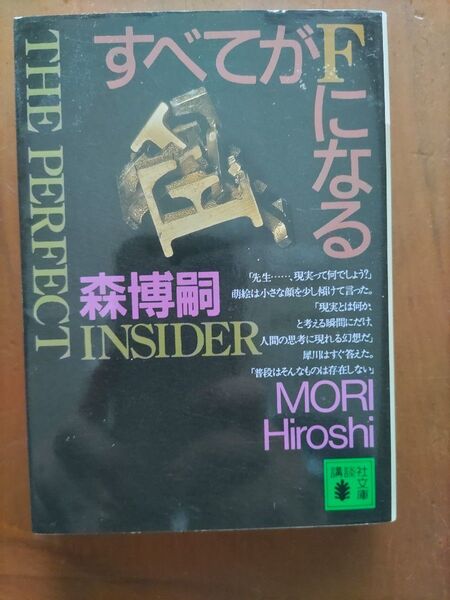 すべてがFになる
THE PERFECT INSIDER
森博嗣
「先生……、現実って何でしょう?」
萌絵は小さな顔を少し傾けて言った。
「現実とは何か、
と考える瞬間にだけ、
人間の思考に現れる幻想だ」
犀川はすぐ答えた。
「普段はそんなものは存在しない」
MORI
Hiroshi
講談社
文庫